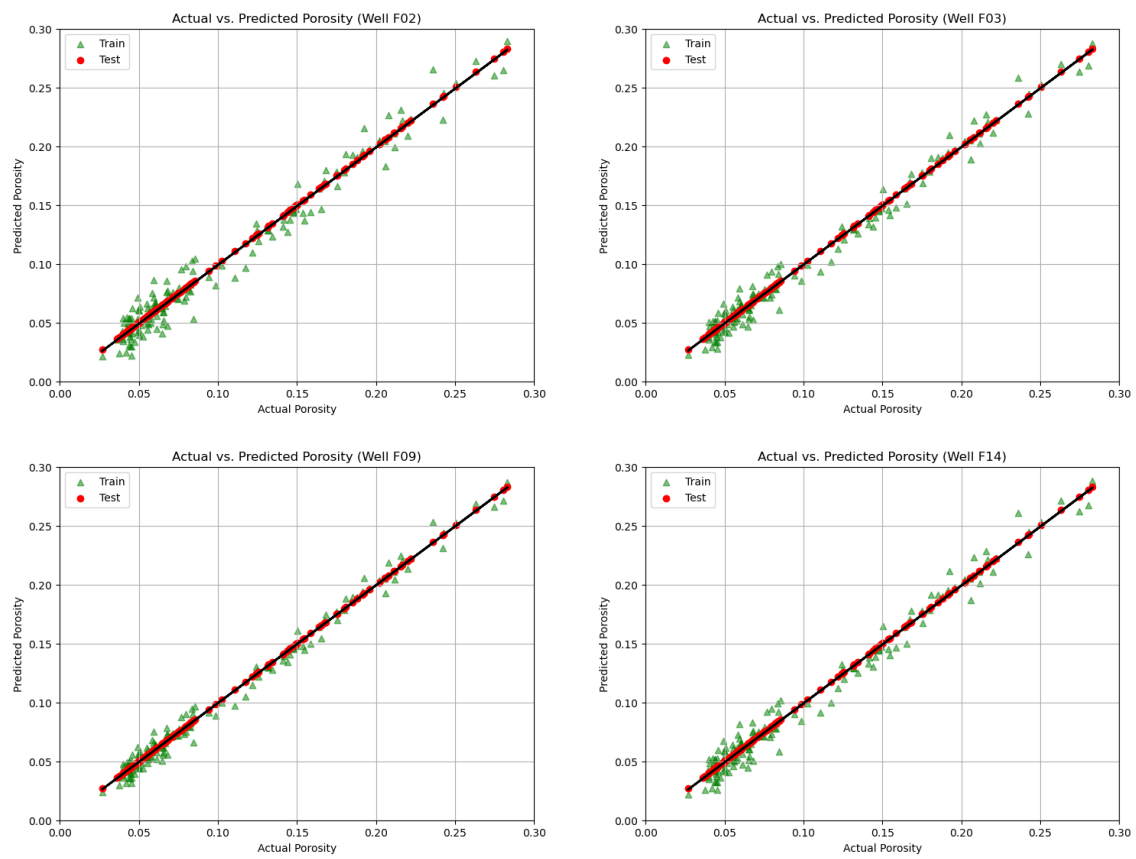 Actual vs. Predicted Porosity (Well F02)
Train
Test
0.30
0.25
0.20
0.15
0.10
0.05
0.00
Predicted Porosity
0.00 0.05 0.10 0.15 0.20 0.25 0.30
Actual Porosity
Actual vs. Predicted Porosity (Well F03)
Train
Test
0.30
0.25
0.20
0.15
0.10
0.05
0.00
Predicted Porosity
0.00 0.05 0.10 0.15 0.20 0.25 0.30
Actual Porosity
Actual vs. Predicted Porosity (Well F09)
Train
Test
0.30
0.25
0.20
0.15
0.10
0.05
0.00
Predicted Porosity
0.00 0.05 0.10 0.15 0.20 0.25 0.30
Actual Porosity
Actual vs. Predicted Porosity (Well F14)
Train
Test
0.30
0.25
0.20
0.15
0.10
0.05
0.00
Predicted Porosity
0.00 0.05 0.10 0.15 0.20 0.25 0.30
Actual Porosity